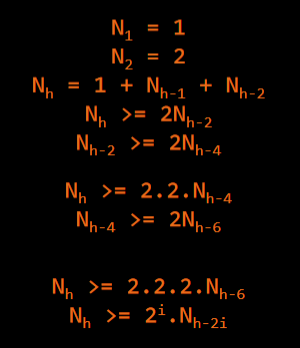 N₁ = 1
N₂ = 2
Nₕ = 1 + Nₕ₋₁ + Nₕ₋₂
Nₕ >= 2Nₕ₋₂
Nₕ₋₂ >= 2Nₕ₋₄
Nₕ >= 2.2.Nₕ₋₄
Nₕ₋₄ >= 2Nₕ₋₆
Nₕ >= 2.2.2.Nₕ₋₆
Nₕ >= 2ⁱ.Nₕ₋₂ᵢ